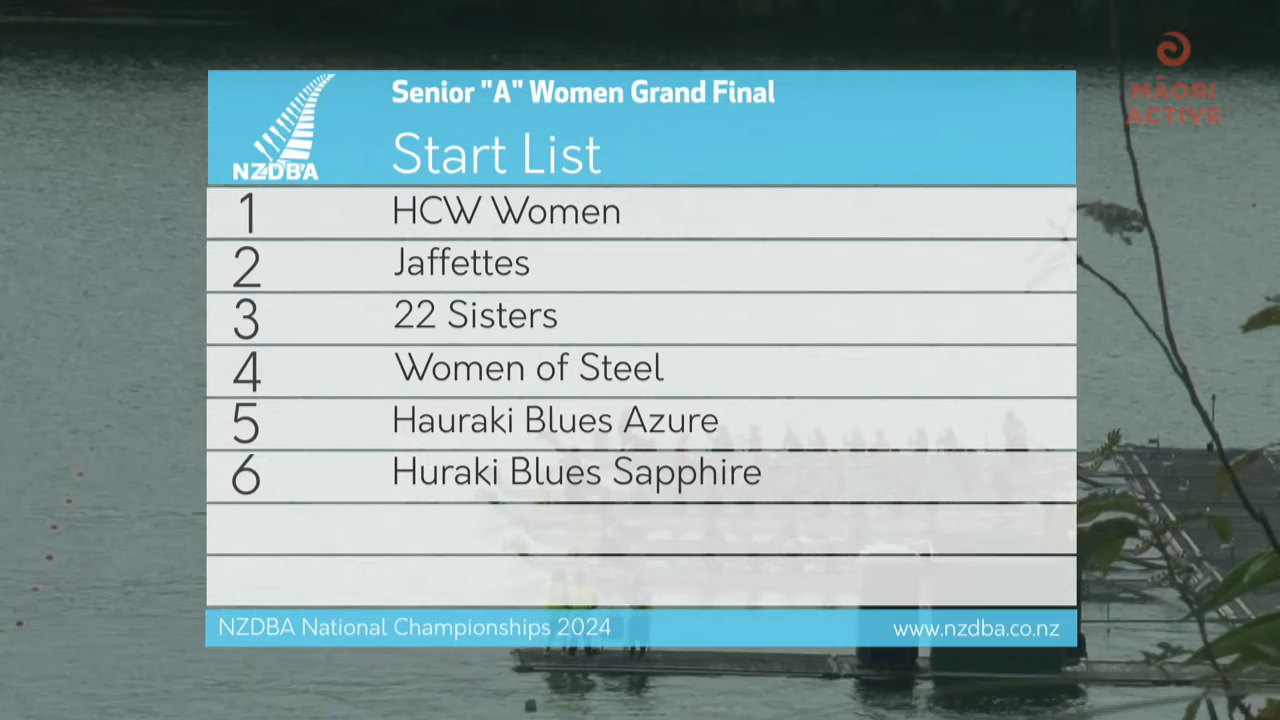 Senior "A" Women Grand Final
Start List
NZDBA
1 HCW Women
2 Jaffettes
3 22 Sisters
4 Women of Steel
5 Hauraki Blues Azure
6 Huraki Blues Sapphire
NZDBA National Championships 2024 www.nzdba.co.nz
MĀORI
ACTIVE